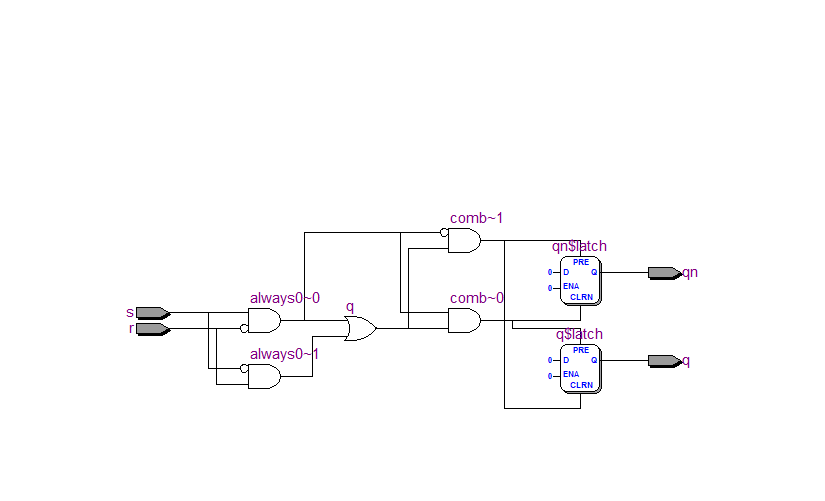 comb~1
qn$latch
PRE
0 D Q
qn
0 ENA
CLRN
always0~0
q
comb~0
s
r
q$latch
PRE
always0~1
0 D Q
q
0 ENA
CLRN